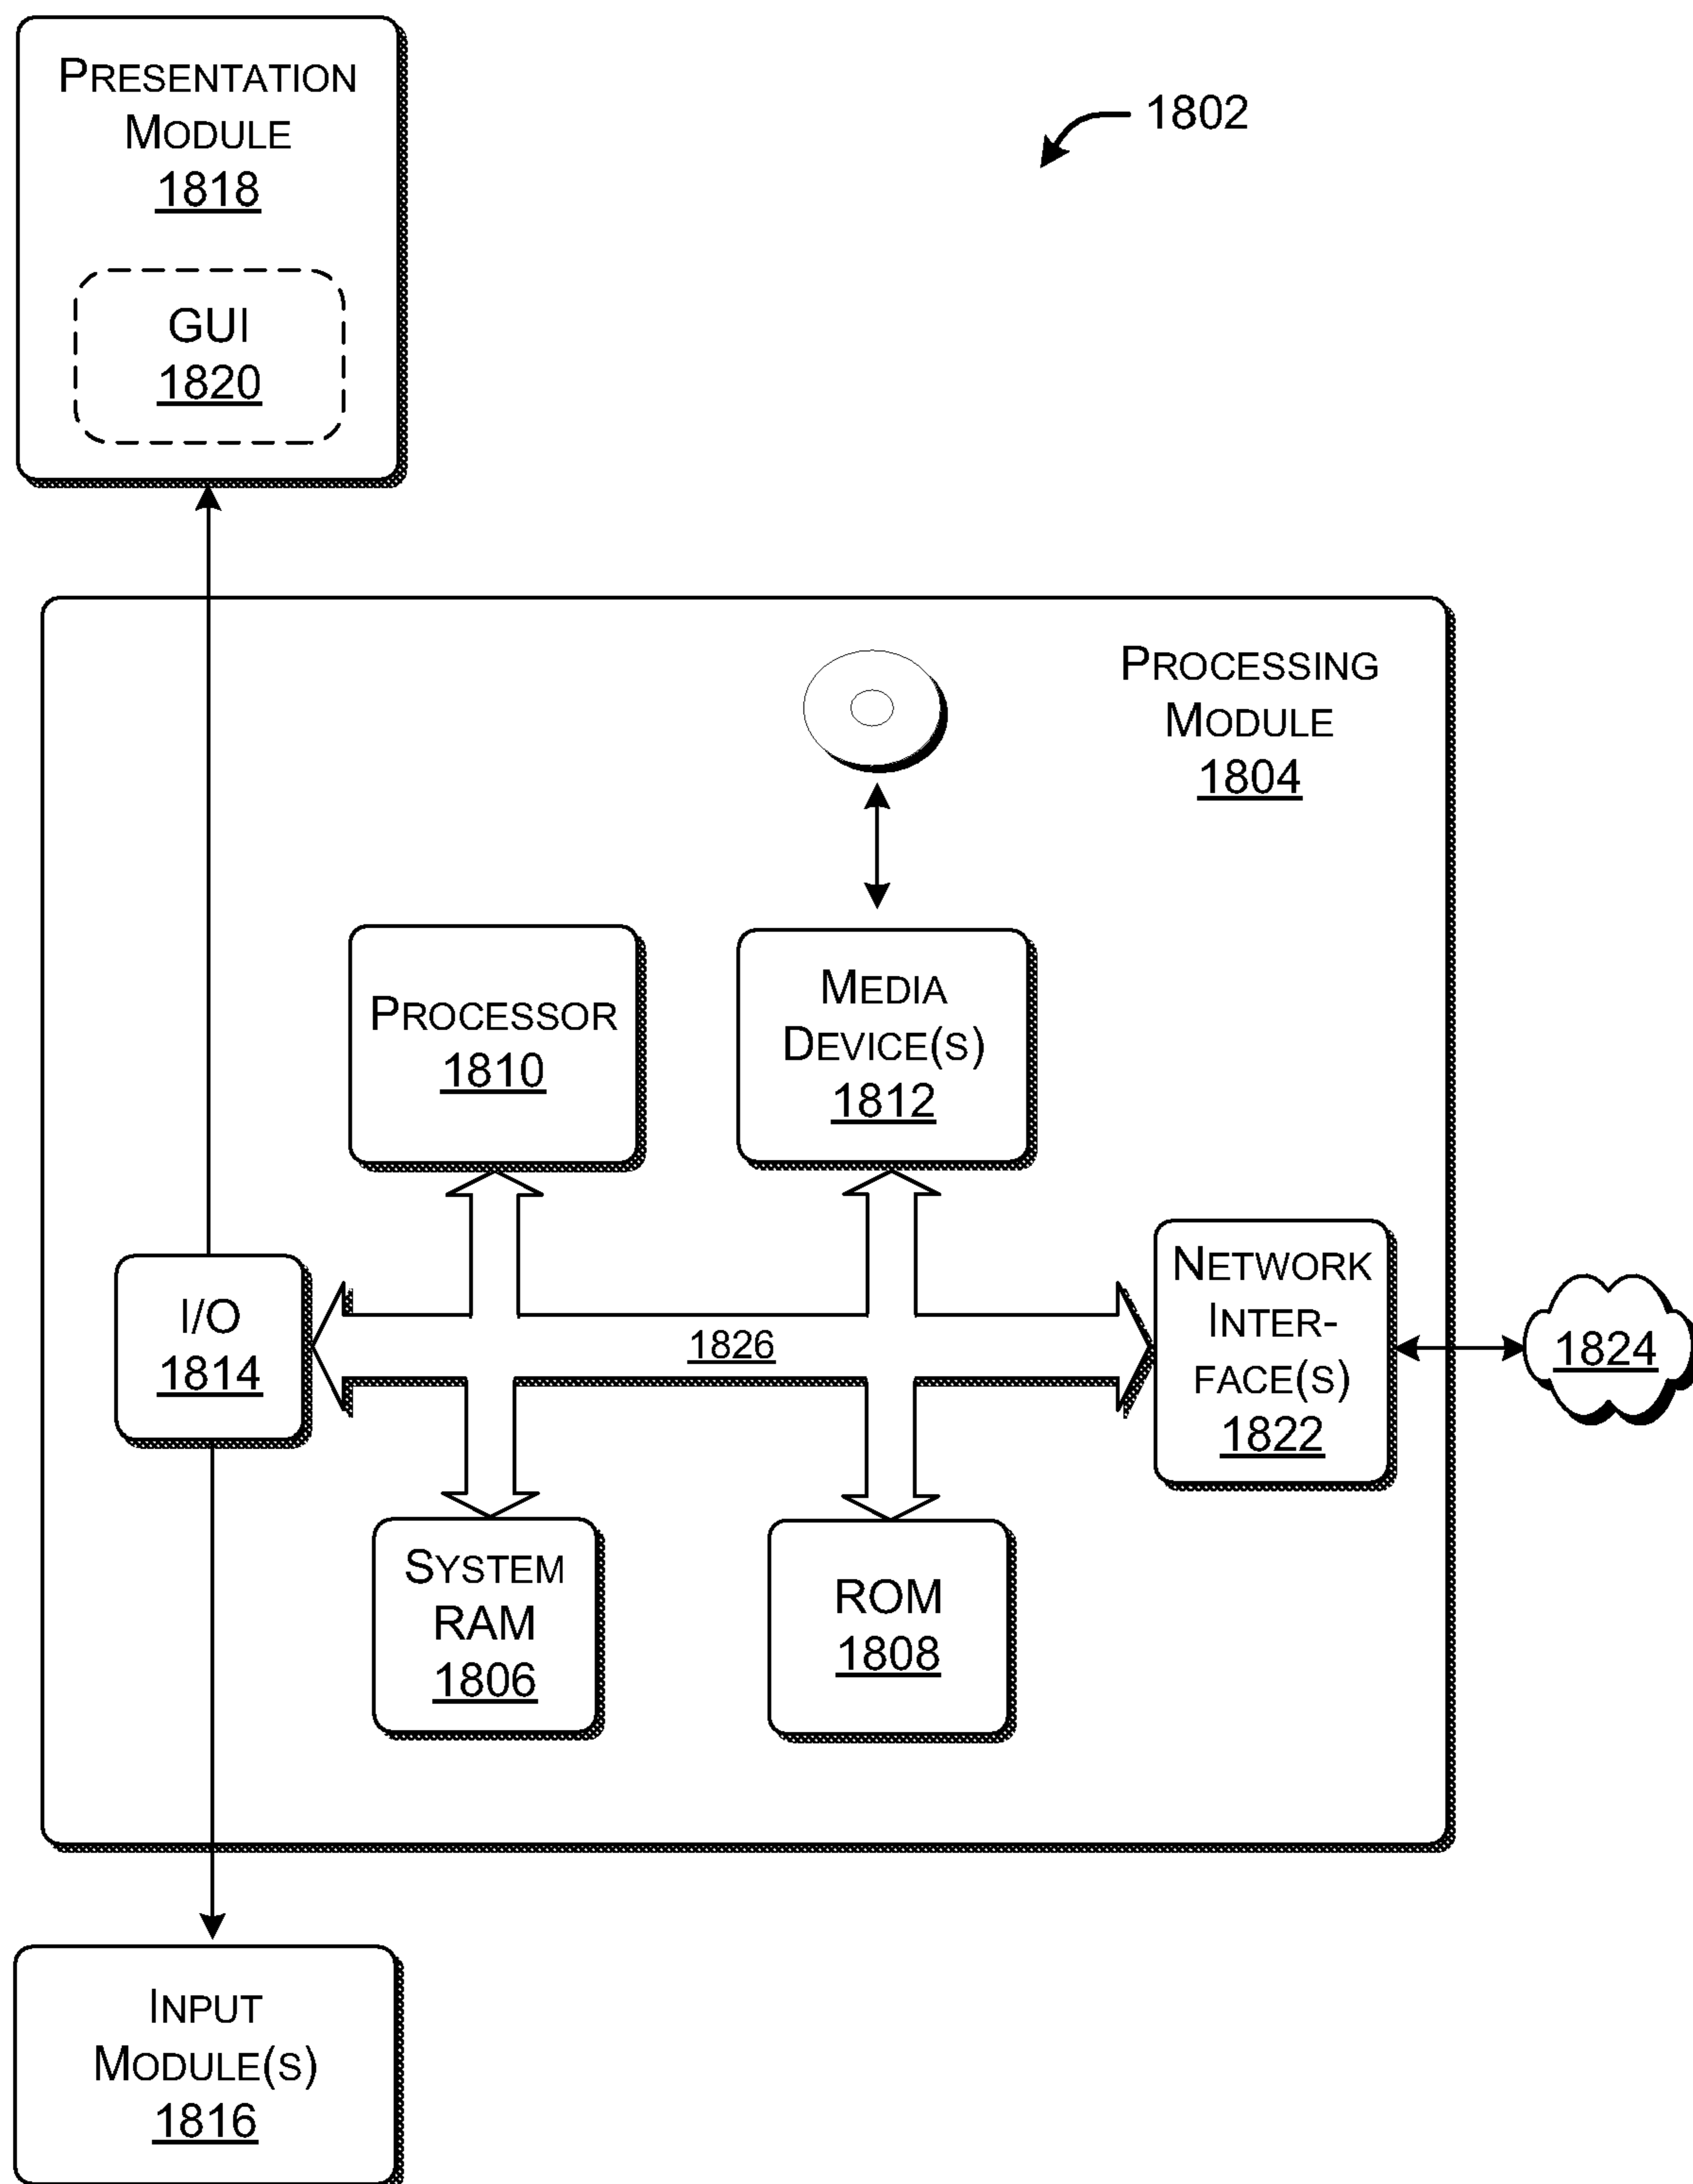 PRESENTATION
MODULE
1818
GUI
1820
1802
PROCESSING
MODULE
1804
PROCESSOR
1810
MEDIA
DEVICE(S)
1812
I/O
1814
1826
NETWORK
INTER-
FACE(S)
1822
1824
SYSTEM
RAM
1806
ROM
1808
INPUT
MODULE(S)
1816